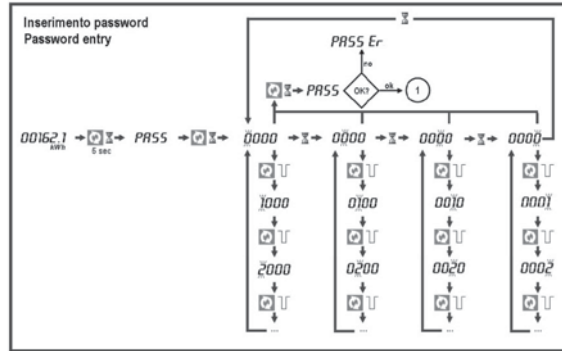 Inserimento password
Password entry
PASS Er
no
PASS
OK?
ok
1
00162.1
kWh
5 sec
PASS
0000
0000
0000
0000
1000
0100
0010
0001
2000
0200
0020
0002
...
...
...
...